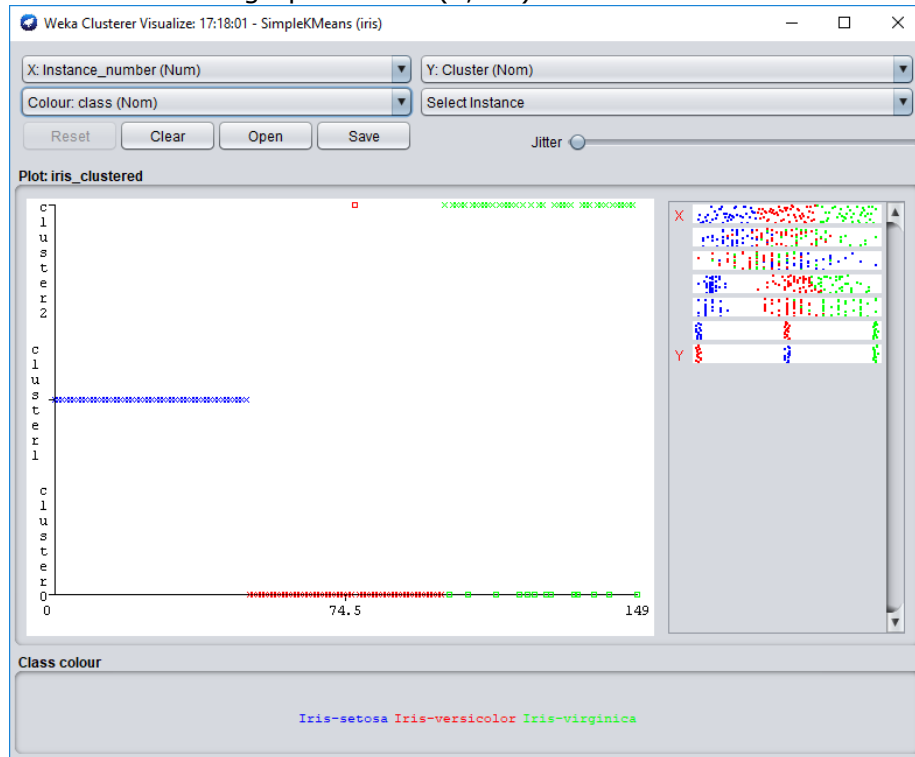 Weka Clusterer Visualize: 17:18:01 - SimpleKMeans (iris)
X: Instance_number (Num)
Y: Cluster (Nom)
Colour: class (Nom)
Select Instance
Reset
Clear
Open
Save
Jitter
Plot: iris_clustered
cluster2
cluster1
cluster0
0
74.5
149
X
Y
Class colour
Iris-setosa Iris-versicolor Iris-virginica